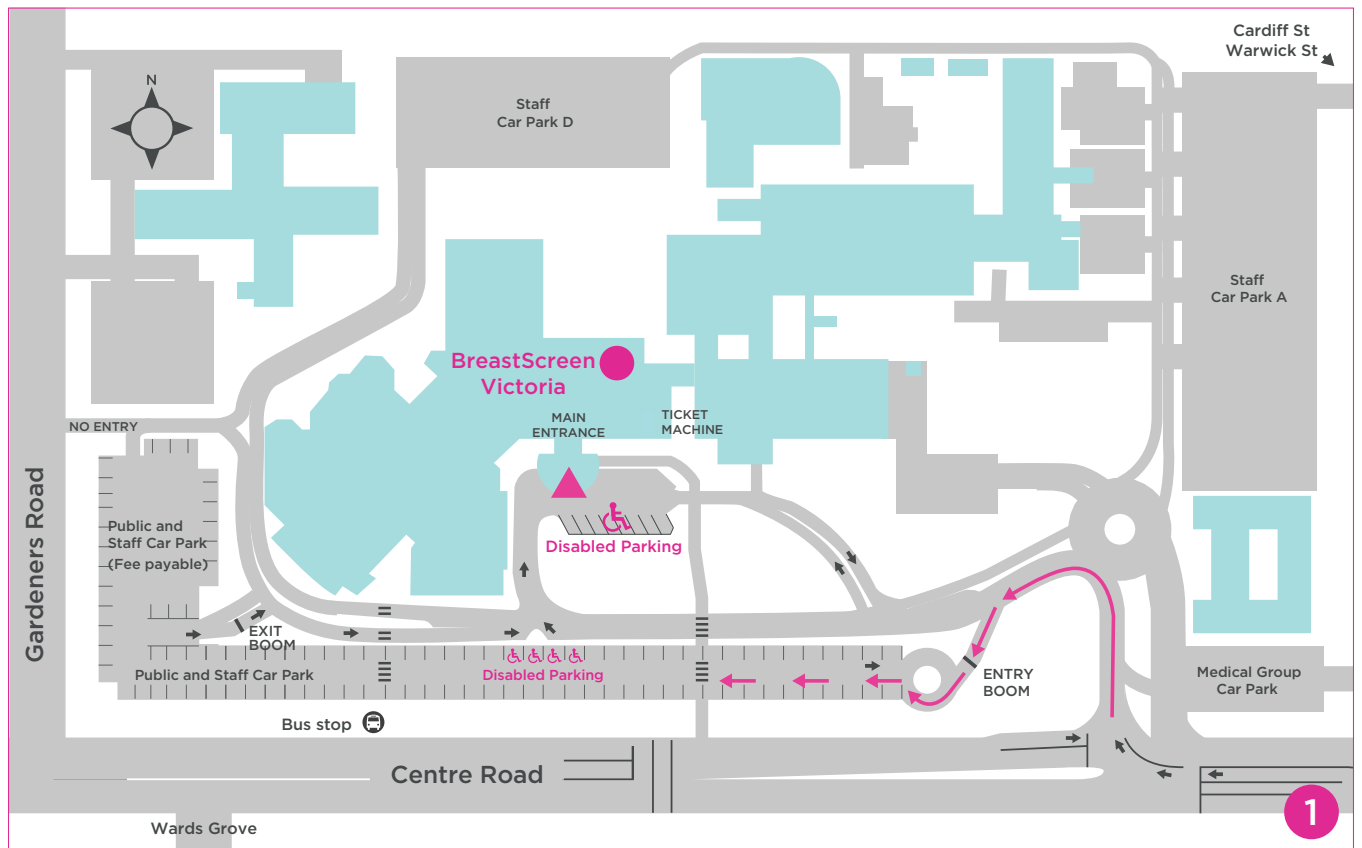 Cardiff St
Warwick St
N
Staff
Car Park D
Staff
Car Park A
BreastScreen
Victoria
MAIN
ENTRANCE
TICKET
MACHINE
NO ENTRY
Gardeners Road
Public and
Staff Car Park
(Fee payable)
Disabled Parking
EXIT
BOOM
Public and Staff Car Park
Disabled Parking
ENTRY
BOOM
Medical Group
Car Park
Bus stop
Centre Road
Wards Grove
1